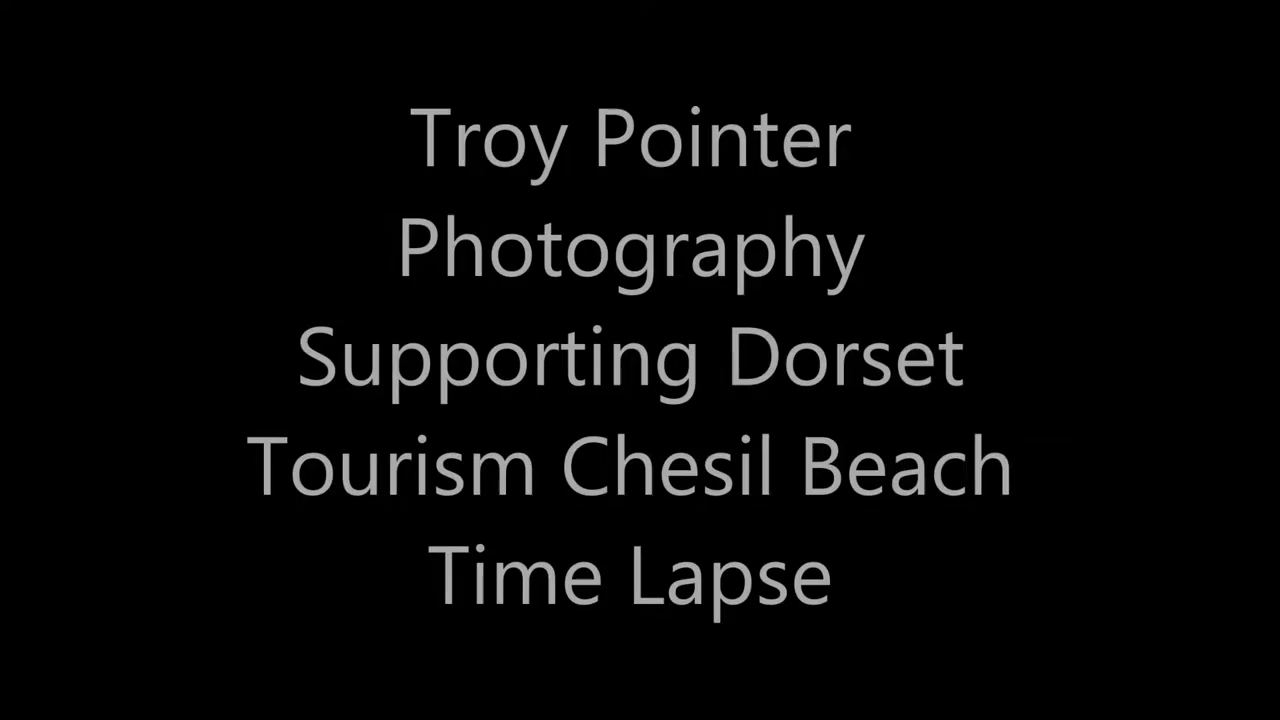 Troy Pointer
Photography
Supporting Dorset
Tourism Chesil Beach
Time Lapse